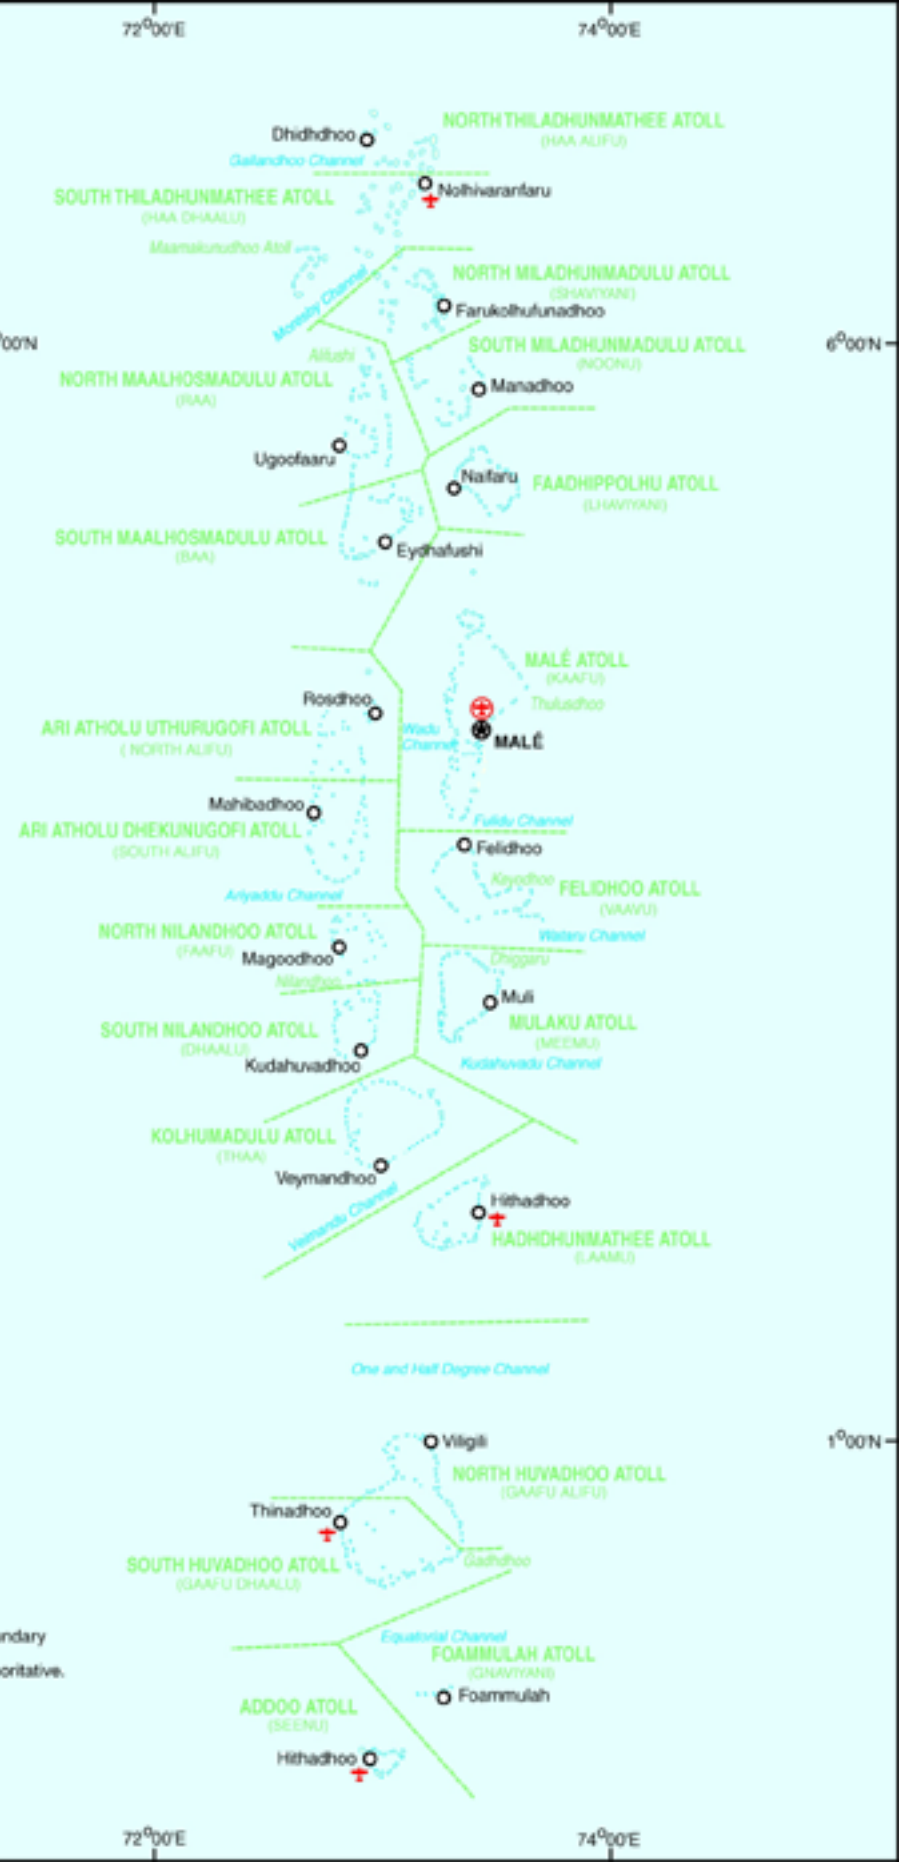 72°00'E 74°00'E
Dhidhdhoo
NORTH THILADHUNMATHEE ATOLL
(HAA ALIFU)
Gallandhoo Channel
Nolhivaranfaru
SOUTH THILADHUNMATHEE ATOLL
(HAA DHAALU)
Maamakunudhoo Atoll
Moresby Channel
NORTH MILADHUNMADULU ATOLL
(SHAVIYANI)
Farukolhufunadhoo
00'N
6°00'N
SOUTH MILADHUNMADULU ATOLL
(NOONU)
Alifushi
Manadhoo
NORTH MAALHOSMADULU ATOLL
(RAA)
Ugoofaaru
Naifaru
FAADHIPPOLHU ATOLL
(LHAVIYANI)
SOUTH MAALHOSMADULU ATOLL
(BAA)
Eydhafushi
MALÉ ATOLL
(KAAFU)
Thulusdhoo
Rosdhoo
ARI ATHOLU UTHURUGOFI ATOLL
( NORTH ALIFU)
Wadu
Channel
MALÉ
Mahibadhoo
ARI ATHOLU DHEKUNUGOFI ATOLL
(SOUTH ALIFU)
Fulidu Channel
Felidhoo
Keyodhoo
FELIDHOO ATOLL
(VAAVU)
Ariyaddu Channel
NORTH NILANDHOO ATOLL
(FAAFU)
Magoodhoo
Wataru Channel
Dhiggaru
Nilandhoo
Muli
MULAKU ATOLL
(MEEMU)
SOUTH NILANDHOO ATOLL
(DHAALU)
Kudahuvadhoo
Kudahuvadu Channel
KOLHUMADULU ATOLL
(THAA)
Veymandhoo
Veimandu Channel
Hithadhoo
HADHDHUNMATHEE ATOLL
(LAAMU)
One and Half Degree Channel
Viligili
1°00'N
NORTH HUVADHOO ATOLL
(GAAFU ALIFU)
Thinadhoo
SOUTH HUVADHOO ATOLL
(GAAFU DHAALU)
Gadhdhoo
Equatorial Channel
ndary
oritative.
FOAMMULAH ATOLL
(GNAVIYANI)
Foammulah
ADDOO ATOLL
(SEENU)
Hithadhoo
72°00'E 74°00'E